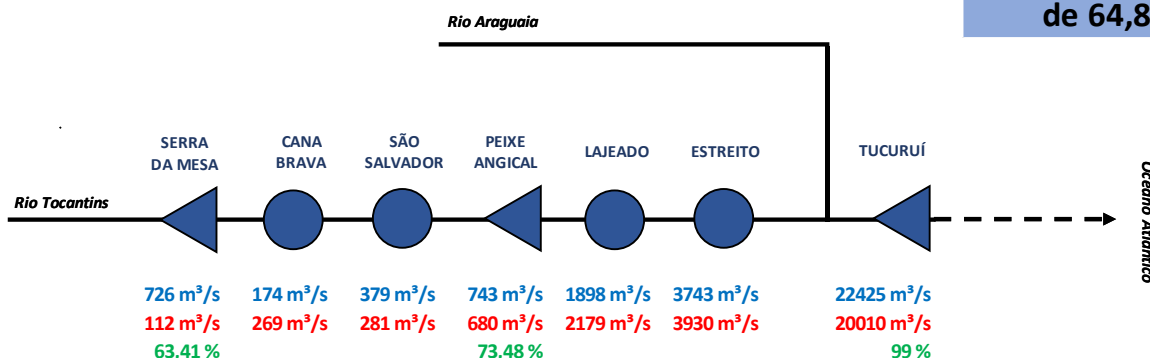 de 64,8
Rio Araguaia
SERRA
DA MESA
CANA
BRAVA
SÃO
SALVADOR
PEIXE
ANGICAL
LAJEADO
ESTREITO
TUCURUÍ
Rio Tocantins
Oceano Atlântico
726 m³/s 174 m³/s 379 m³/s 743 m³/s 1898 m³/s 3743 m³/s 22425 m³/s
112 m³/s 269 m³/s 281 m³/s 680 m³/s 2179 m³/s 3930 m³/s 20010 m³/s
63.41 % 73.48 % 99 %